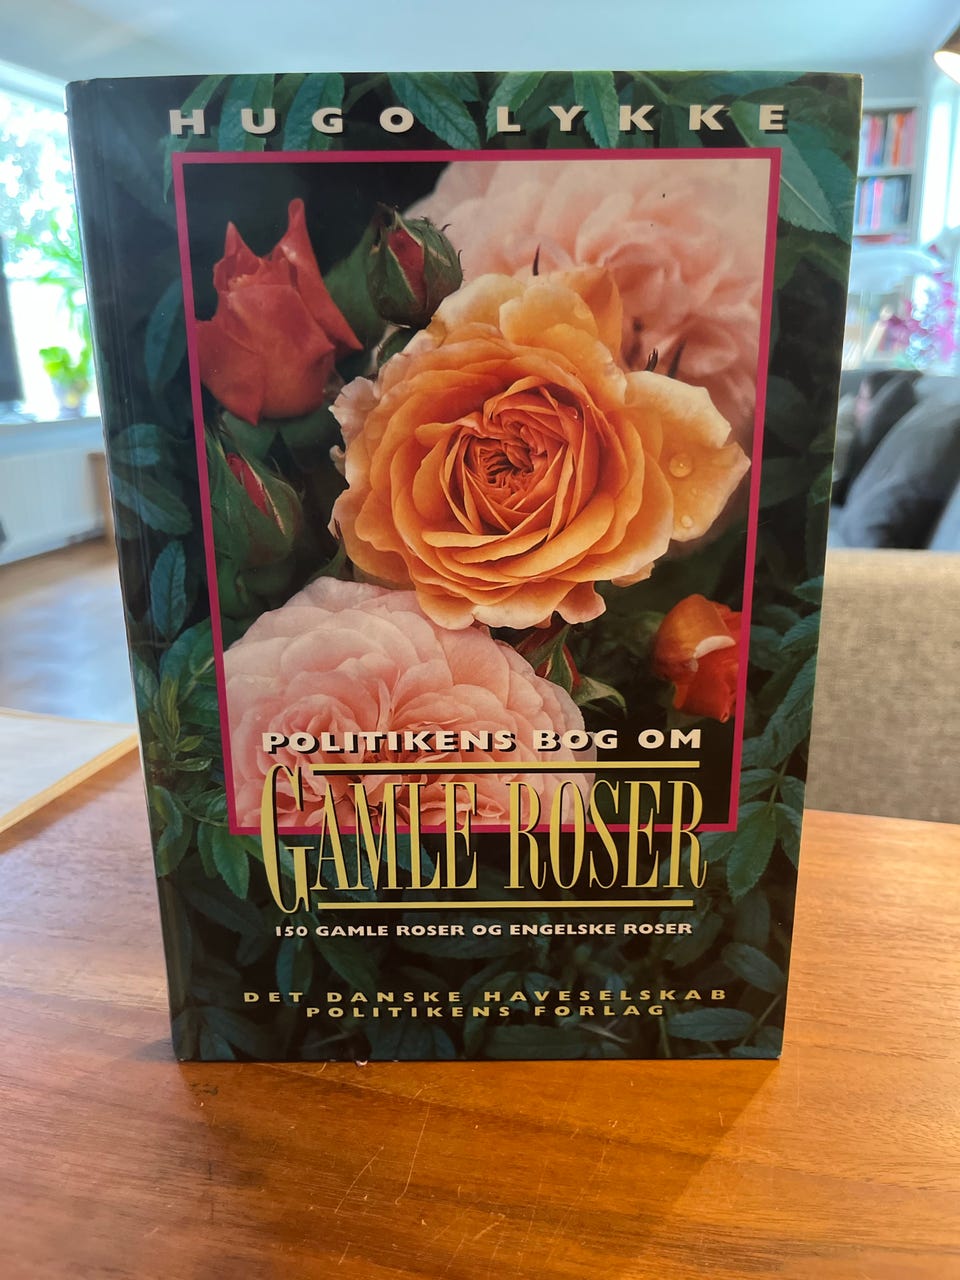 HUGO LYKKE
POLITIKENS BOG OM
GAMLE ROSER
150 GAMLE ROSER OG ENGELSKE ROSER
DET DANSKE HAVESELSKAB
POLITIKENS FORLAG